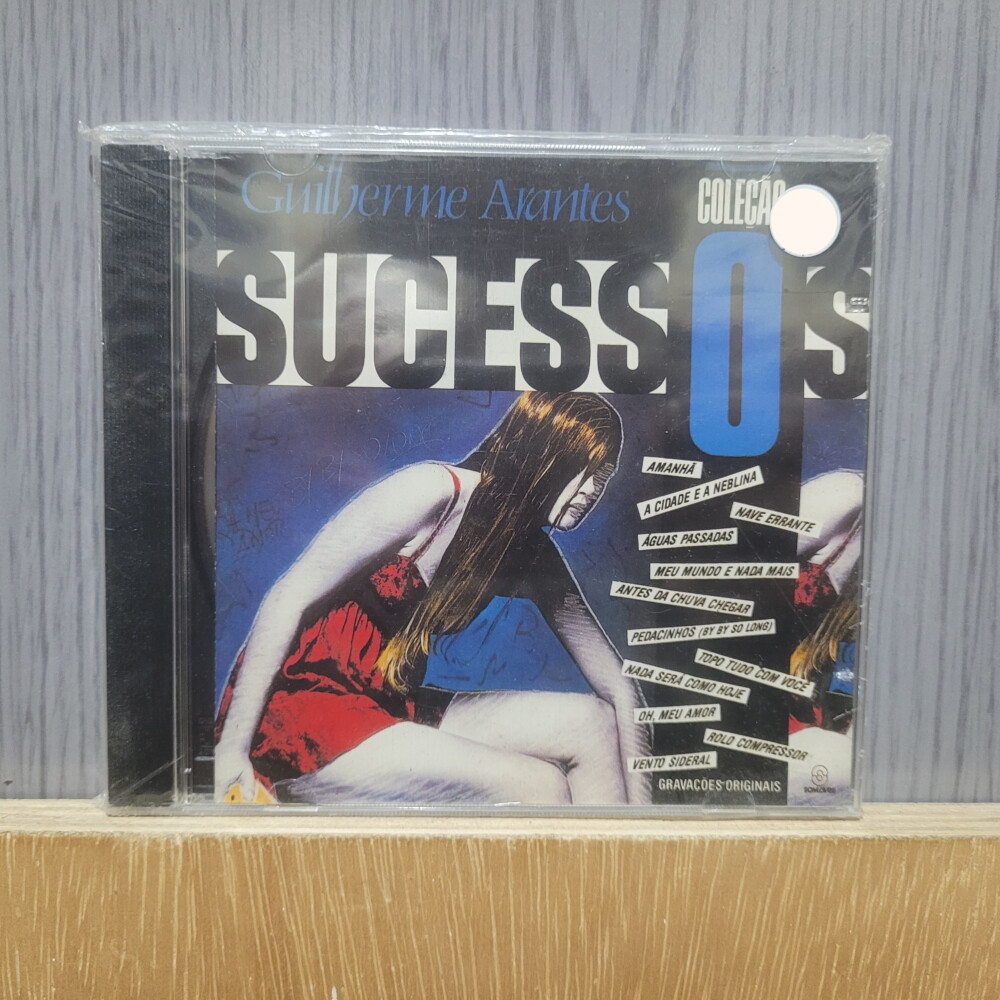 Guilherme Arantes
COLEÇÃO
SUCESSOS
AMANHÃ
A CIDADE E A NEBLINA
NAVE ERRANTE
ÁGUAS PASSADAS
MEU MUNDO E NADA MAIS
ANTES DA CHUVA CHEGAR
PEDACINHOS (BY BY SO LONG)
TOPO TUDO COM VOCÊ
NADA SERÁ COMO HOJE
OH, MEU AMOR
ROLO COMPRESSOR
VENTO SIDERAL
GRAVAÇÕES ORIGINAIS
SOM LIVRE